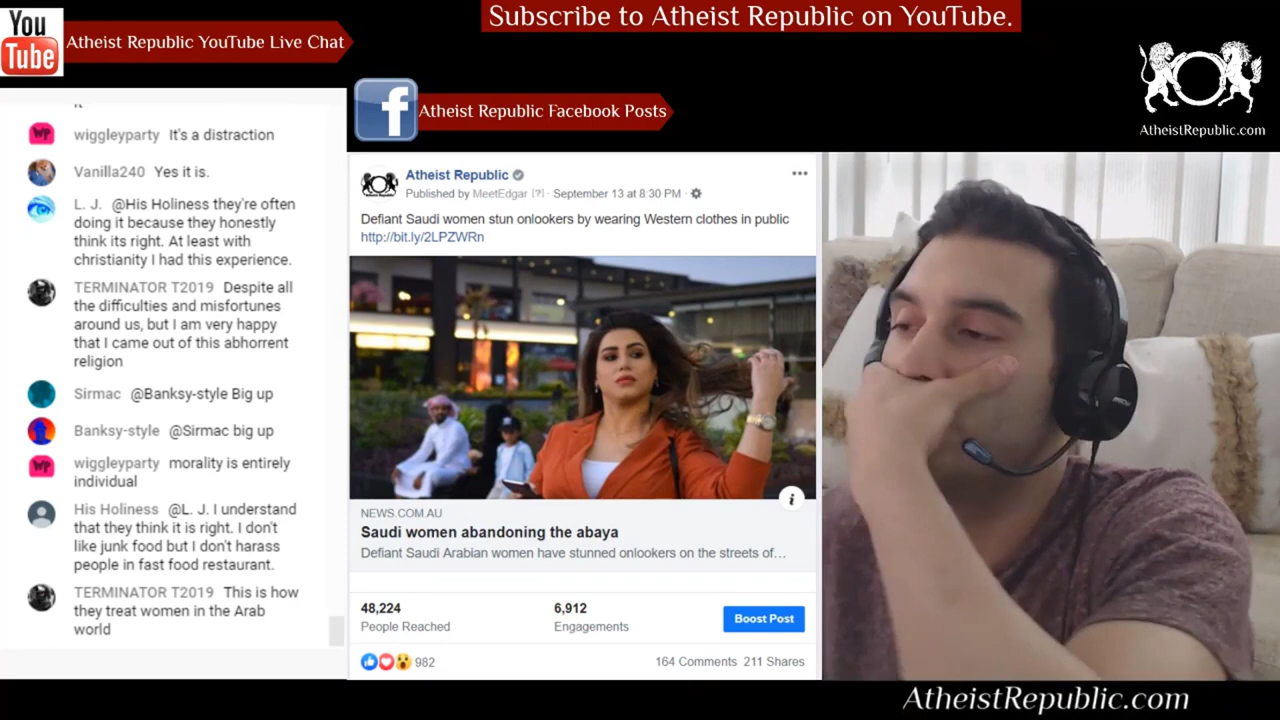 Subscribe to Atheist Republic on YouTube.
You
Tube
Atheist Republic YouTube Live Chat
Atheist Republic Facebook Posts
AtheistRepublic.com
wiggleyparty It's a distraction
Vanilla240 Yes it is.
L. J. @His Holiness they're often
doing it because they honestly
think its right. At least with
christianity I had this experience.
TERMINATOR T2019 Despite all
the difficulties and misfortunes
around us, but I am very happy
that I came out of this abhorrent
religion
Sirmac @Banksy-style Big up
Banksy-style @Sirmac big up
wiggleyparty morality is entirely
individual
His Holiness @L. J. I understand
that they think it is right. I don't
like junk food but I don't harass
people in fast food restaurant.
TERMINATOR T2019 This is how
they treat women in the Arab
world
Atheist Republic
Published by MeetEdgar [?] · September 13 at 8:30 PM ·
Defiant Saudi women stun onlookers by wearing Western clothes in public
http://bit.ly/2LPZWRn
NEWS.COM.AU
Saudi women abandoning the abaya
Defiant Saudi Arabian women have stunned onlookers on the streets of...
48,224
People Reached
6,912
Engagements
Boost Post
982
164 Comments 211 Shares
AtheistRepublic.com